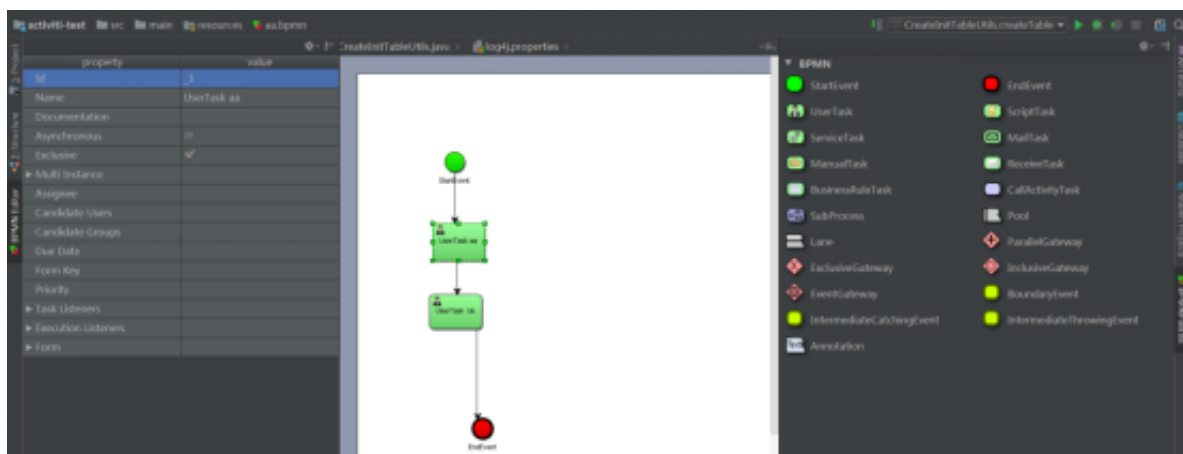 activiti-test src main resources aa.bpmn
CreateInitTableUtils.createTable
CreateInitTableUtils.java log4j.properties
property value
Id _3
Name UserTask aa
Documentation
Asynchronous
Exclusive
Multi Instance
Assignee
Candidate Users
Candidate Groups
Due Date
Form Key
Priority
Task Listeners
Execution Listeners
Form
StartEvent
UserTask aa
UserTask
EndEvent
BPMN
StartEvent EndEvent
UserTask ScriptTask
ServiceTask MailTask
ManualTask ReceiveTask
BusinessRuleTask CallActivityTask
SubProcess Pool
Lane ParallelGateway
ExclusiveGateway InclusiveGateway
EventGateway BoundaryEvent
IntermediateCatchingEvent IntermediateThrowingEvent
Annotation
Project
2: Structure
BPMN Editor